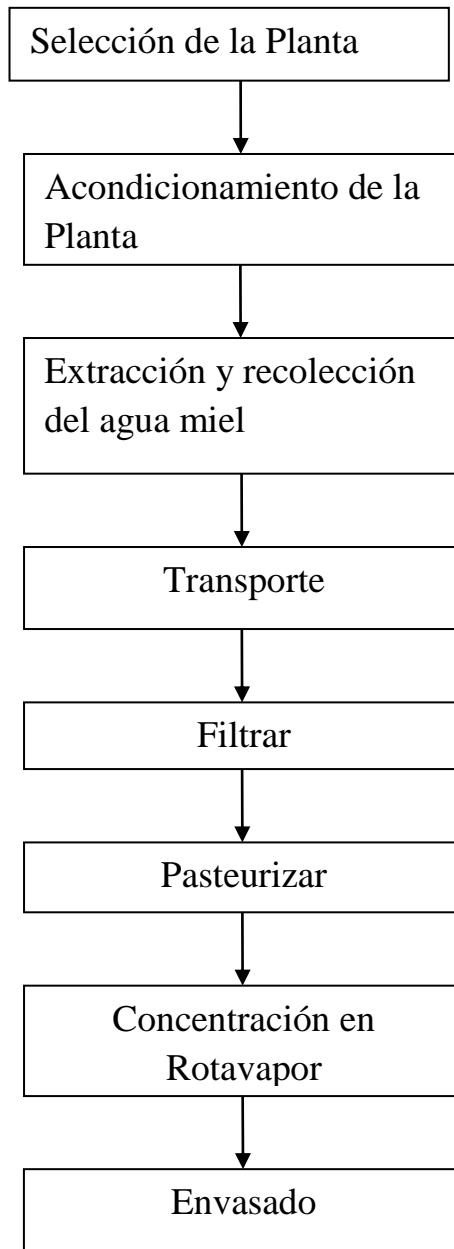 Selección de la Planta
Acondicionamiento de la
Planta
Extracción y recolección
del agua miel
Transporte
Filtrar
Pasteurizar
Concentración en
Rotavapor
Envasado